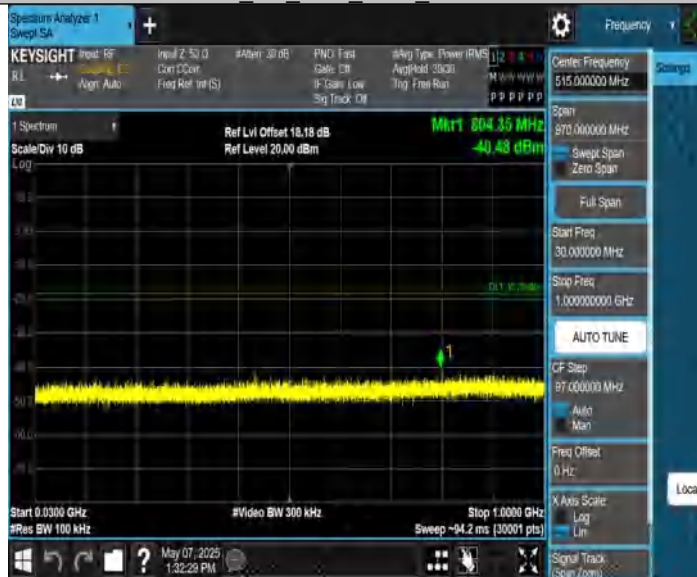 Spectrum Analyzer 1
Swept SA
+
Frequency
KEYSIGHT
Input: RF
RL
Align: Auto
Input Z: 50 Ω
Corr CCorr
Freq Ref: Int (S)
#Atten: 30 dB
PNO: Fast
Gate: Off
IF Gain: Low
Sig Track: Off
#Avg Type: Power (RMS)
Avg|Hold: 30/30
Trig: Free Run
P P P P P P
1 Spectrum
Scale/Div 10 dB
Log
Ref Lvl Offset 18.18 dB
Ref Level 20.00 dBm
Mkr1 804.35 MHz
-40.48 dBm
1
Start 0.0300 GHz
#Res BW 100 kHz
#Video BW 300 kHz
Stop 1.0000 GHz
Sweep ~94.2 ms (30001 pts)
?
May 07, 2025
1:32:29 PM
Center Frequency
515.000000 MHz
Settings
Span
970.000000 MHz
Swept Span
Zero Span
Full Span
Start Freq
30.000000 MHz
Stop Freq
1.000000000 GHz
AUTO TUNE
CF Step
97.000000 MHz
Auto
Man
Freq Offset
0 Hz
Loca
X Axis Scale
Log
Lin
Signal Track
(Span Zoom)